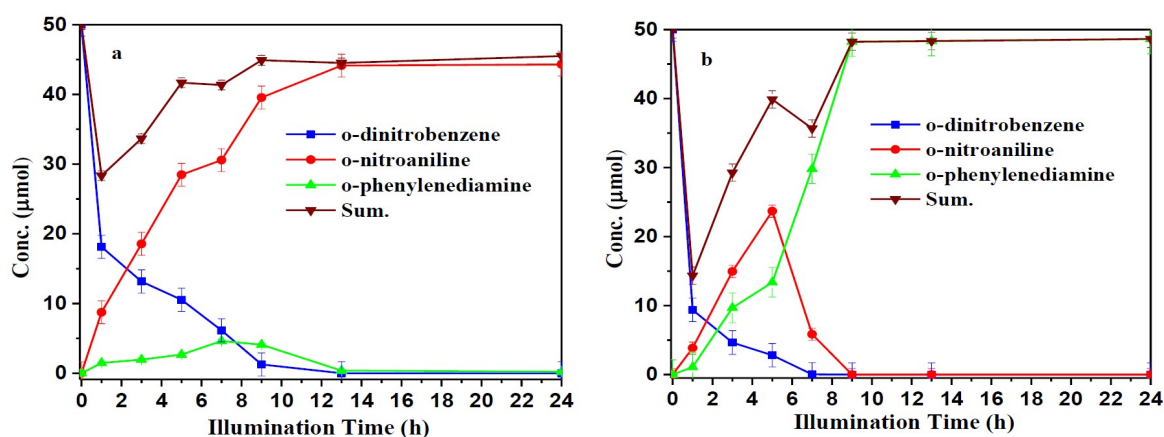 50
40
30
20
10
0
Conc. (µmol)
a
o-dinitrobenzene
o-nitroaniline
o-phenylenediamine
Sum.
0 2 4 6 8 10 12 14 16 18 20 22 24
Illumination Time (h)
50
40
30
20
10
0
Conc. (µmol)
b
o-dinitrobenzene
o-nitroaniline
o-phenylenediamine
Sum.
0 2 4 6 8 10 12 14 16 18 20 22 24
Illumination Time (h)